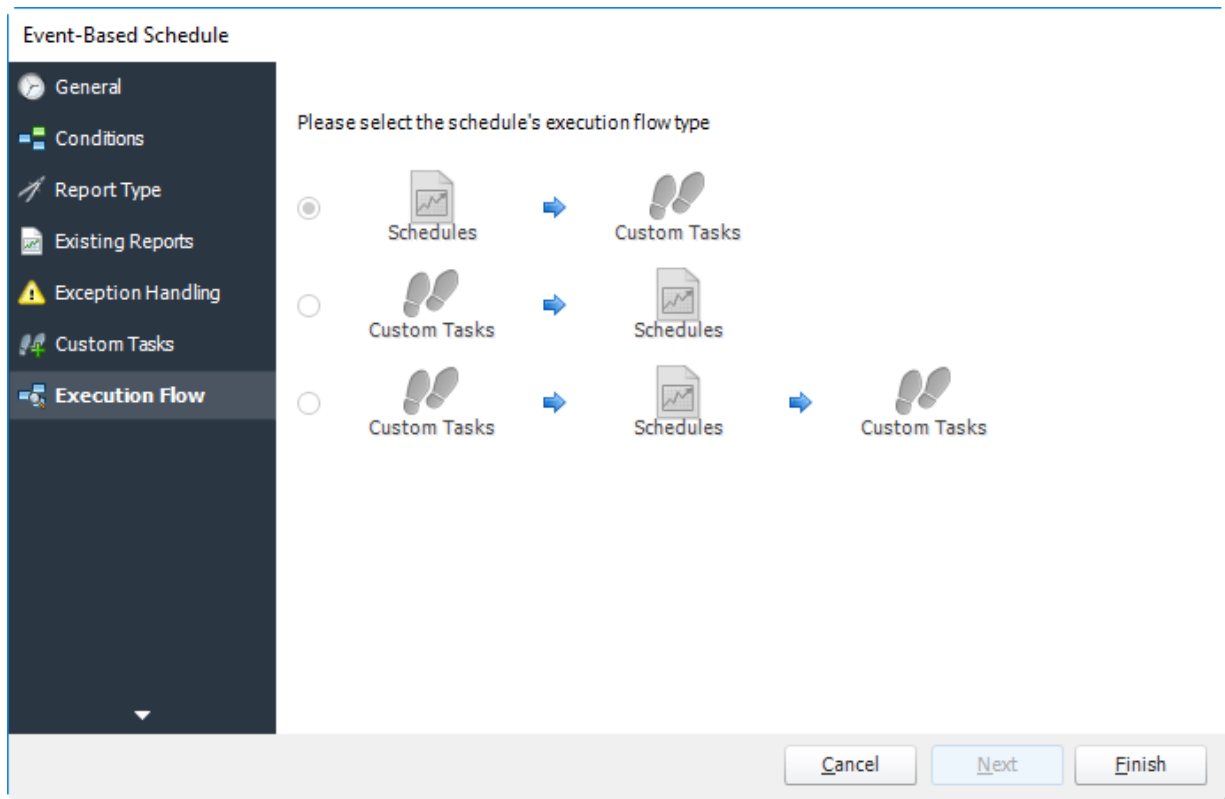 Event-Based Schedule
General
Conditions
Report Type
Existing Reports
Exception Handling
Custom Tasks
Execution Flow
Please select the schedule's execution flow type
Schedules Custom Tasks
Custom Tasks Schedules
Custom Tasks Schedules Custom Tasks
Cancel Next Finish